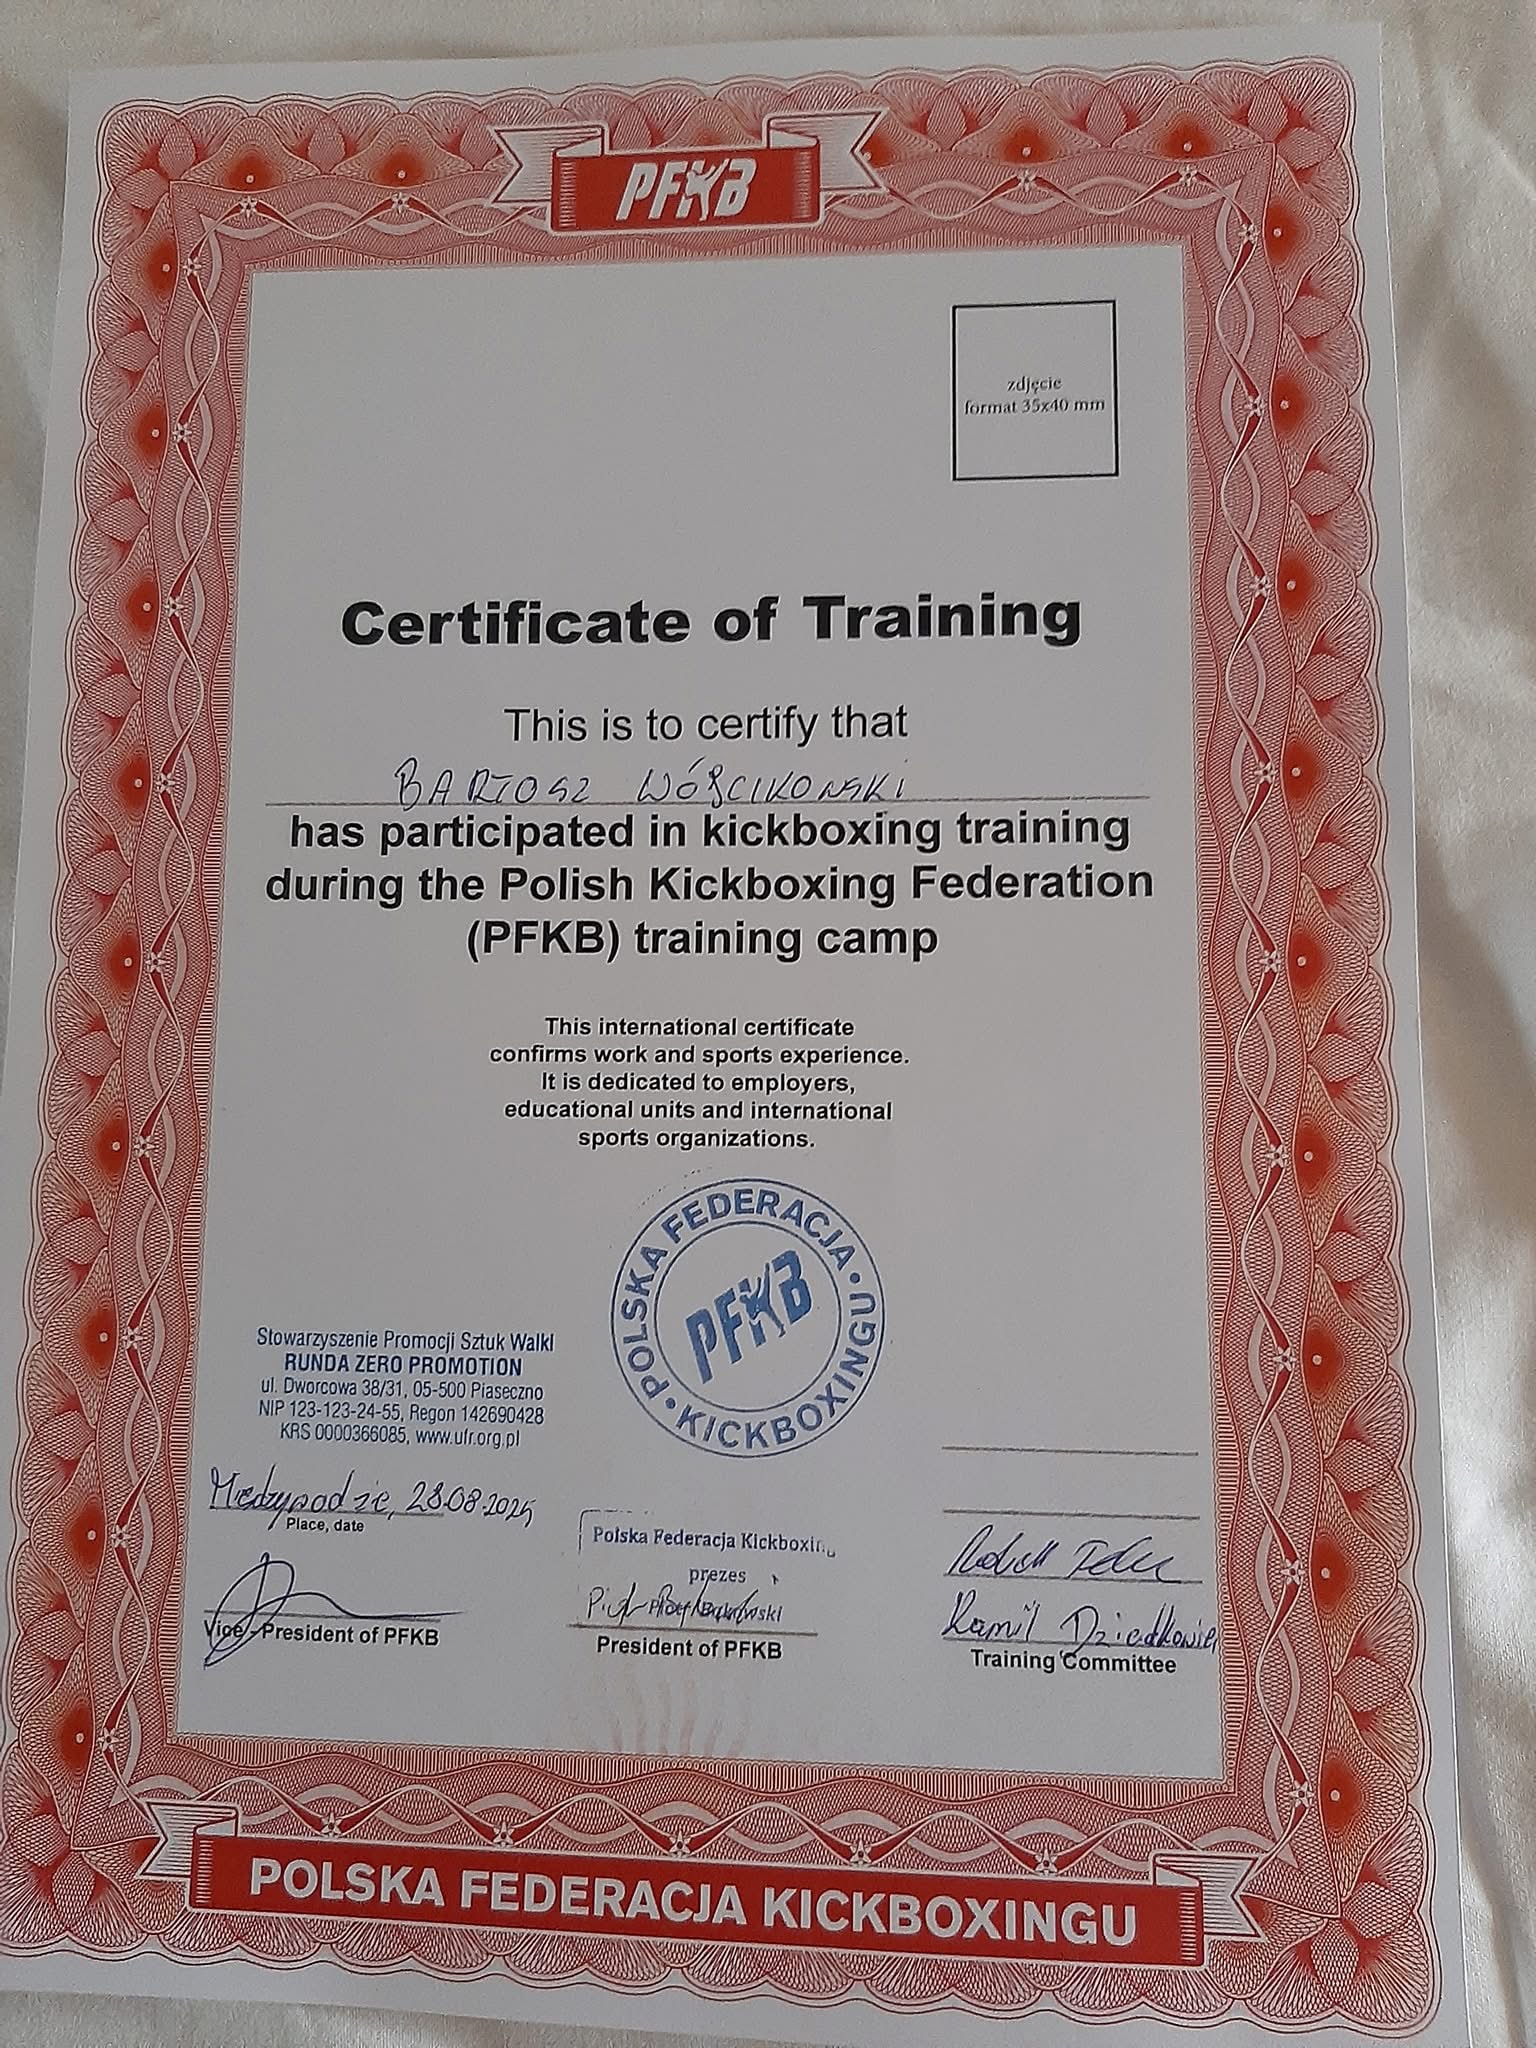 PFKB
zdjęcie
format 35x40 mm
Certificate of Training
This is to certify that
BARTOSZ WÓJCIKOWSKI
has participated in kickboxing training
during the Polish Kickboxing Federation
(PFKB) training camp
This international certificate
confirms work and sports experience.
It is dedicated to employers,
educational units and international
sports organizations.
POLSKA FEDERACJA • KICKBOXINGU •
PFKB
Stowarzyszenie Promocji Sztuk Walki
RUNDA ZERO PROMOTION
ul. Dworcowa 38/31, 05-500 Piaseczno
NIP 123-123-24-55, Regon 142690428
KRS 0000366085, www.ufr.org.pl
Międzywodzie, 28.08.2025
Place, date
Vice - President of PFKB
Polska Federacja Kickboxingu
prezes
Piotr
President of PFKB
Kamil
Training Committee
POLSKA FEDERACJA KICKBOXINGU